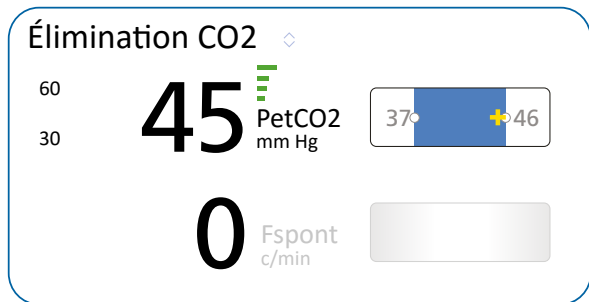 Élimination CO2
60
30
45
PetCO2
mm Hg
37
46
0
Fspont
c/min